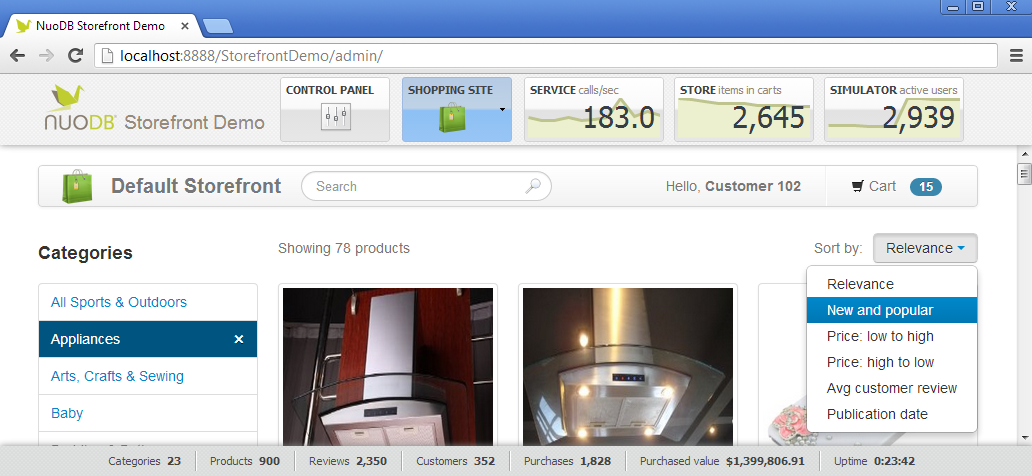 NuoDB Storefront Demo
localhost:8888/StorefrontDemo/admin/
NUODB® Storefront Demo
CONTROL PANEL
SHOPPING SITE
SERVICE calls/sec
183.0
STORE items in carts
2,645
SIMULATOR active users
2,939
Default Storefront
Search
Hello, Customer 102
Cart 15
Categories
Showing 78 products
Sort by: Relevance
All Sports & Outdoors
Appliances
Arts, Crafts & Sewing
Baby
Relevance
New and popular
Price: low to high
Price: high to low
Avg customer review
Publication date
Categories 23 Products 900 Reviews 2,350 Customers 352 Purchases 1,828 Purchased value $1,399,806.91 Uptime 0:23:42